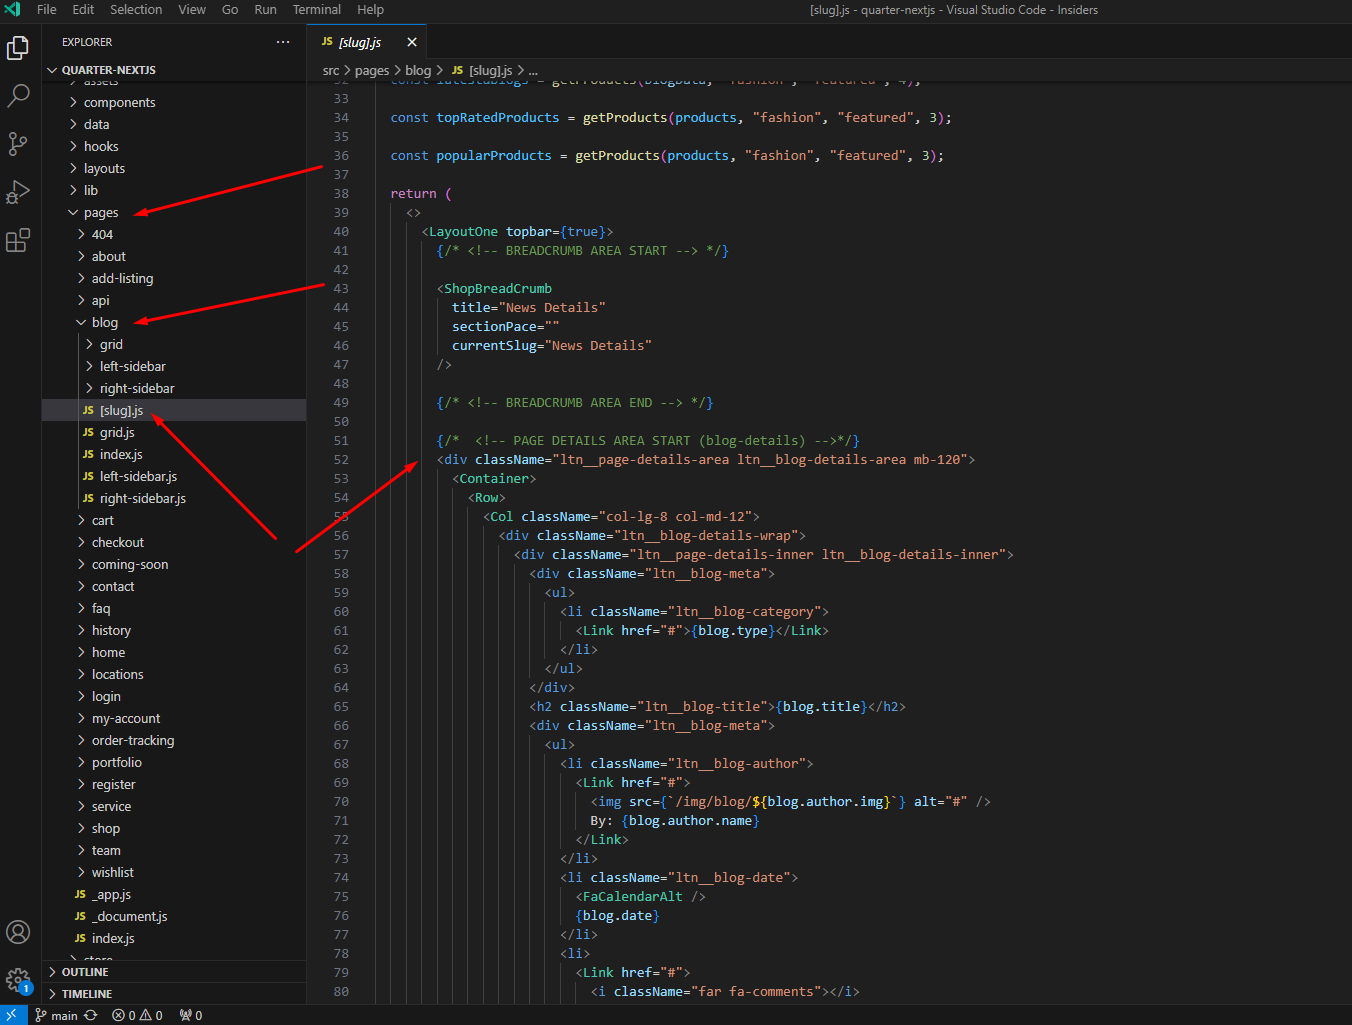 File Edit Selection View Go Run Terminal Help
[slug].js - quarter-nextjs - Visual Studio Code - Insiders
EXPLORER ...
QUARTER-NEXTJS
assets
components
data
hooks
layouts
lib
pages
404
about
add-listing
api
blog
grid
left-sidebar
right-sidebar
JS [slug].js
JS grid.js
JS index.js
JS left-sidebar.js
JS right-sidebar.js
cart
checkout
coming-soon
contact
faq
history
home
locations
login
my-account
order-tracking
portfolio
register
service
shop
team
wishlist
JS _app.js
JS _document.js
JS index.js
store
OUTLINE
TIMELINE
JS [slug].js
src > pages > blog > JS [slug].js > ...
32 const latestdBlogs = getProducts(blogData, "fashion", "featured", 4);
33
34 const topRatedProducts = getProducts(products, "fashion", "featured", 3);
35
36 const popularProducts = getProducts(products, "fashion", "featured", 3);
37
38 return (
39 <>
40 <LayoutOne topbar={true}>
41 {/* <!-- BREADCRUMB AREA START --> */}
42
43 <ShopBreadCrumb
44 title="News Details"
45 sectionPace=""
46 currentSlug="News Details"
47 />
48
49 {/* <!-- BREADCRUMB AREA END --> */}
50
51 {/*  <!-- PAGE DETAILS AREA START (blog-details) -->*/}
52 <div className="ltn__page-details-area ltn__blog-details-area mb-120">
53 <Container>
54 <Row>
55 <Col className="col-lg-8 col-md-12">
56 <div className="ltn__blog-details-wrap">
57 <div className="ltn__page-details-inner ltn__blog-details-inner">
58 <div className="ltn__blog-meta">
59 <ul>
60 <li className="ltn__blog-category">
61 <Link href="#">{blog.type}</Link>
62 </li>
63 </ul>
64 </div>
65 <h2 className="ltn__blog-title">{blog.title}</h2>
66 <div className="ltn__blog-meta">
67 <ul>
68 <li className="ltn__blog-author">
69 <Link href="#">
70 <img src={`/img/blog/${blog.author.img}`} alt="#" />
71 By: {blog.author.name}
72 </Link>
73 </li>
74 <li className="ltn__blog-date">
75 <FaCalendarAlt />
76 {blog.date}
77 </li>
78 <li>
79 <Link href="#">
80 <i className="far fa-comments"></i>
1
main 0 0 0